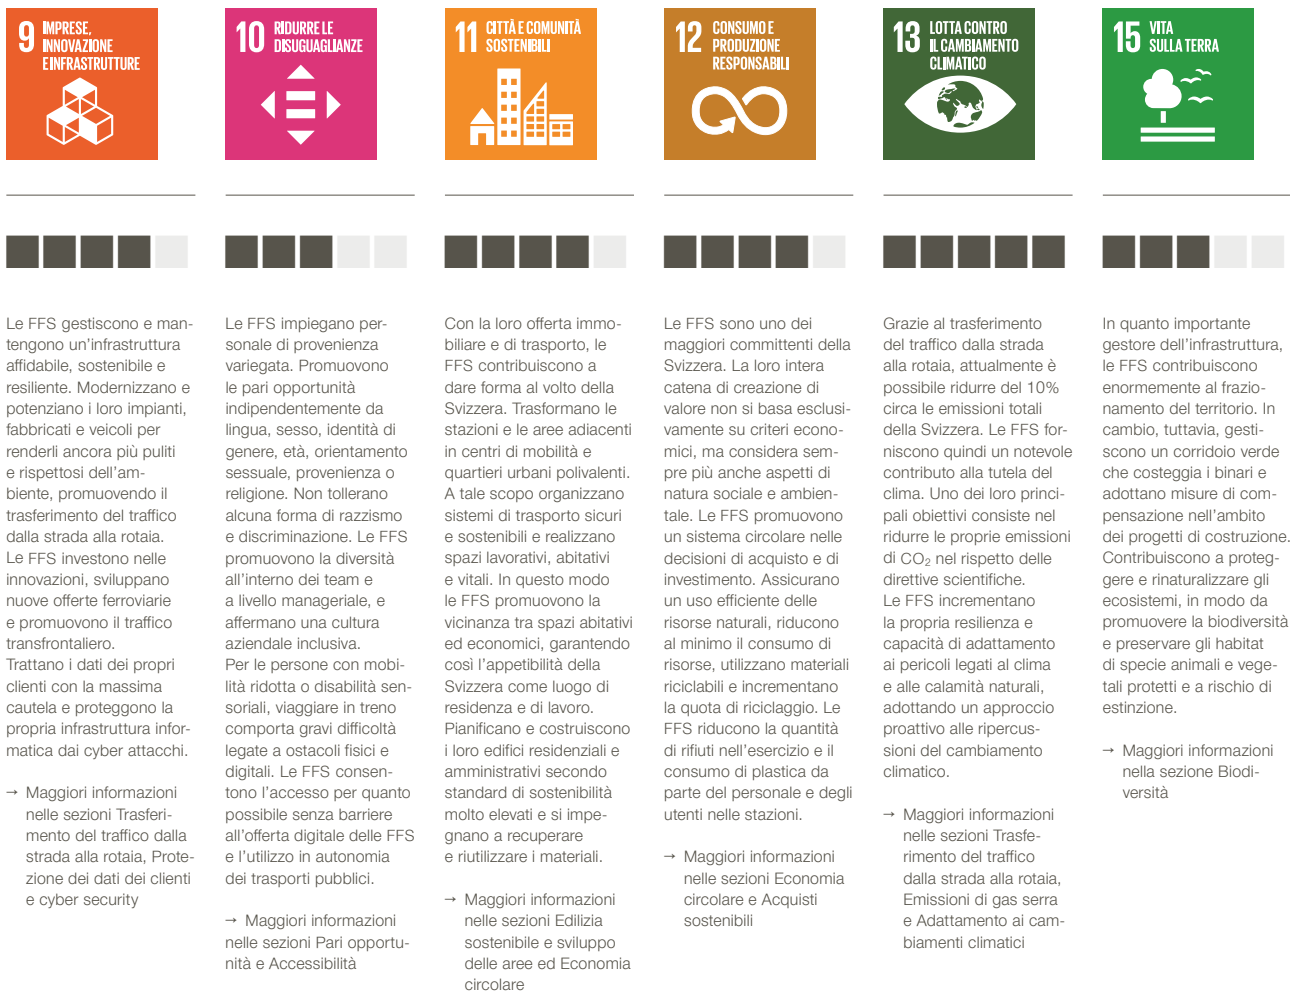 9 IMPRESE,
INNOVAZIONE
E INFRASTRUTTURE
Le FFS gestiscono e man-
tengono un'infrastruttura
affidabile, sostenibile e
resiliente. Modernizzano e
potenziano i loro impianti,
fabbricati e veicoli per
renderli ancora più puliti
e rispettosi dell'am-
biente, promuovendo il
trasferimento del traffico
dalla strada alla rotaia.
Le FFS investono nelle
innovazioni, sviluppano
nuove offerte ferroviarie
e promuovono il traffico
transfrontaliero.
Trattano i dati dei propri
clienti con la massima
cautela e proteggono la
propria infrastruttura infor-
matica dai cyber attacchi.
→ Maggiori informazioni
nelle sezioni Trasferi-
mento del traffico dalla
strada alla rotaia, Prote-
zione dei dati dei clienti
e cyber security
10 RIDURRE LE
DISUGUAGLIANZE
Le FFS impiegano per-
sonale di provenienza
variegata. Promuovono
le pari opportunità
indipendentemente da
lingua, sesso, identità di
genere, età, orientamento
sessuale, provenienza o
religione. Non tollerano
alcuna forma di razzismo
e discriminazione. Le FFS
promuovono la diversità
all'interno dei team e
a livello manageriale, e
affermano una cultura
aziendale inclusiva.
Per le persone con mobi-
lità ridotta o disabilità sen-
soriali, viaggiare in treno
comporta gravi difficoltà
legate a ostacoli fisici e
digitali. Le FFS consen-
tono l'accesso per quanto
possibile senza barriere
all'offerta digitale delle FFS
e l'utilizzo in autonomia
dei trasporti pubblici.
→ Maggiori informazioni
nelle sezioni Pari opportu-
nità e Accessibilità
11 CITTÀ E COMUNITÀ
SOSTENIBILI
Con la loro offerta immo-
biliare e di trasporto, le
FFS contribuiscono a
dare forma al volto della
Svizzera. Trasformano le
stazioni e le aree adiacenti
in centri di mobilità e
quartieri urbani polivalenti.
A tale scopo organizzano
sistemi di trasporto sicuri
e sostenibili e realizzano
spazi lavorativi, abitativi
e vitali. In questo modo
le FFS promuovono la
vicinanza tra spazi abitativi
ed economici, garantendo
così l'appetibilità della
Svizzera come luogo di
residenza e di lavoro.
Pianificano e costruiscono
i loro edifici residenziali e
amministrativi secondo
standard di sostenibilità
molto elevati e si impe-
gnano a recuperare
e riutilizzare i materiali.
→ Maggiori informazioni
nelle sezioni Edilizia
sostenibile e sviluppo
delle aree ed Economia
circolare
12 CONSUMO E
PRODUZIONE
RESPONSABILI
Le FFS sono uno dei
maggiori committenti della
Svizzera. La loro intera
catena di creazione di
valore non si basa esclusi-
vamente su criteri econo-
mici, ma considera sem-
pre più anche aspetti di
natura sociale e ambien-
tale. Le FFS promuovono
un sistema circolare nelle
decisioni di acquisto e di
investimento. Assicurano
un uso efficiente delle
risorse naturali, riducono
al minimo il consumo di
risorse, utilizzano materiali
riciclabili e incrementano
la quota di riciclaggio. Le
FFS riducono la quantità
di rifiuti nell'esercizio e il
consumo di plastica da
parte del personale e degli
utenti nelle stazioni.
→ Maggiori informazioni
nelle sezioni Economia
circolare e Acquisti
sostenibili
13 LOTTA CONTRO
IL CAMBIAMENTO
CLIMATICO
Grazie al trasferimento
del traffico dalla strada
alla rotaia, attualmente è
possibile ridurre del 10%
circa le emissioni totali
della Svizzera. Le FFS for-
niscono quindi un notevole
contributo alla tutela del
clima. Uno dei loro princi-
pali obiettivi consiste nel
ridurre le proprie emissioni
di CO₂ nel rispetto delle
direttive scientifiche.
Le FFS incrementano
la propria resilienza e
capacità di adattamento
ai pericoli legati al clima
e alle calamità naturali,
adottando un approccio
proattivo alle ripercus-
sioni del cambiamento
climatico.
→ Maggiori informazioni
nelle sezioni Trasfe-
rimento del traffico
dalla strada alla rotaia,
Emissioni di gas serra
e Adattamento ai cam-
biamenti climatici
15 VITA
SULLA TERRA
In quanto importante
gestore dell'infrastruttura,
le FFS contribuiscono
enormemente al frazio-
namento del territorio. In
cambio, tuttavia, gesti-
scono un corridoio verde
che costeggia i binari e
adottano misure di com-
pensazione nell'ambito
dei progetti di costruzione.
Contribuiscono a proteg-
gere e rinaturalizzare gli
ecosistemi, in modo da
promuovere la biodiversità
e preservare gli habitat
di specie animali e vege-
tali protetti e a rischio di
estinzione.
→ Maggiori informazioni
nella sezione Biodi-
versità